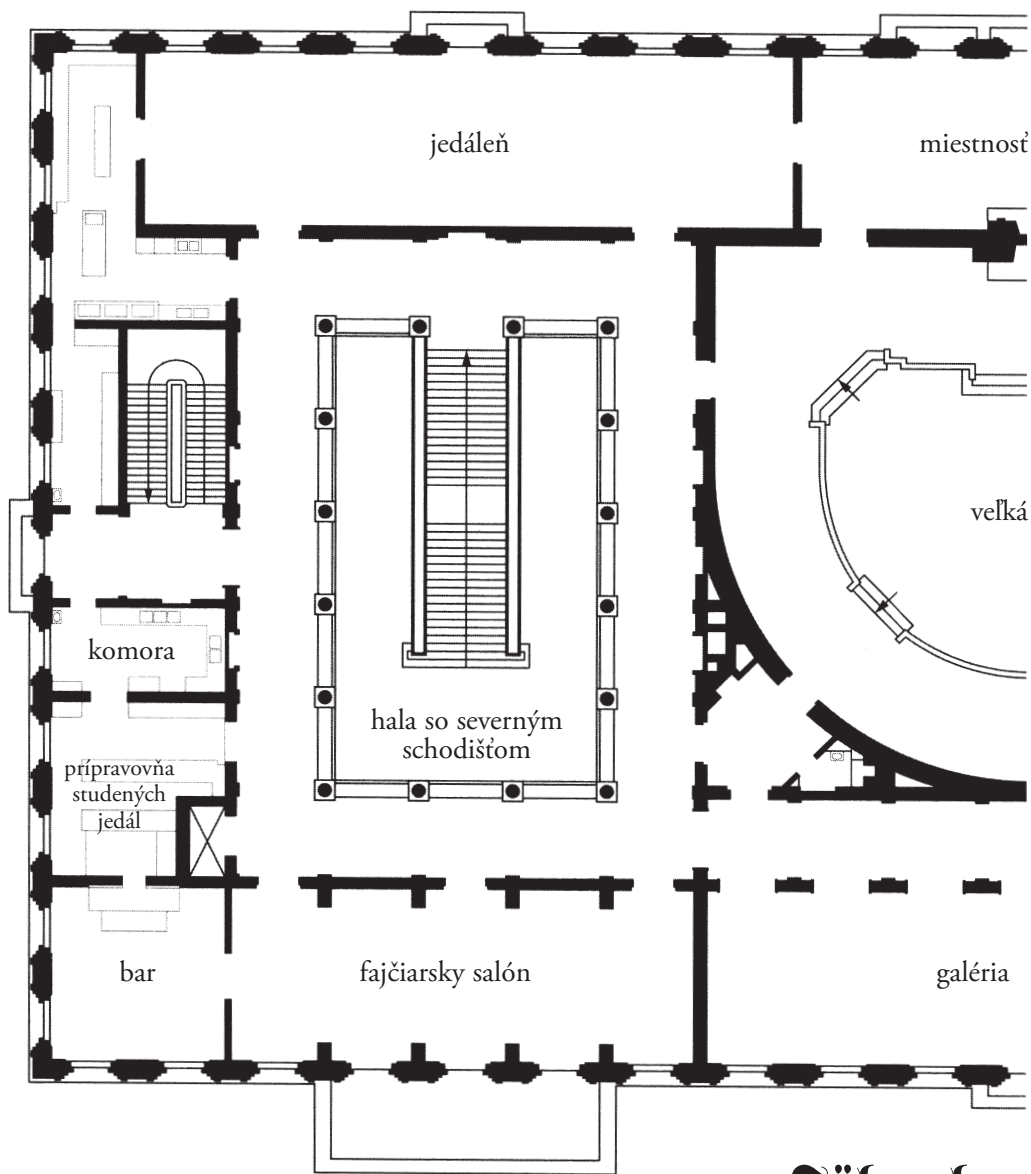 jedáleň
miestnosť
veľká
komora
hala so severným
schodišťom
prípravovňa
studených
jedál
bar
fajčiarsky salón
galéria